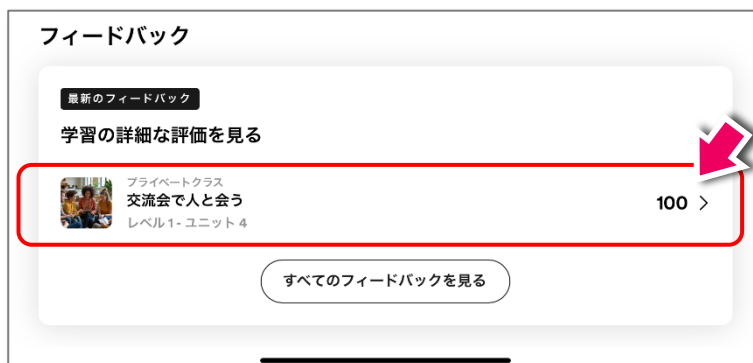 フィードバック
最新のフィードバック
学習の詳細な評価を見る
プライベートクラス
交流会で人と会う
レベル 1 - ユニット 4
100
すべてのフィードバックを見る